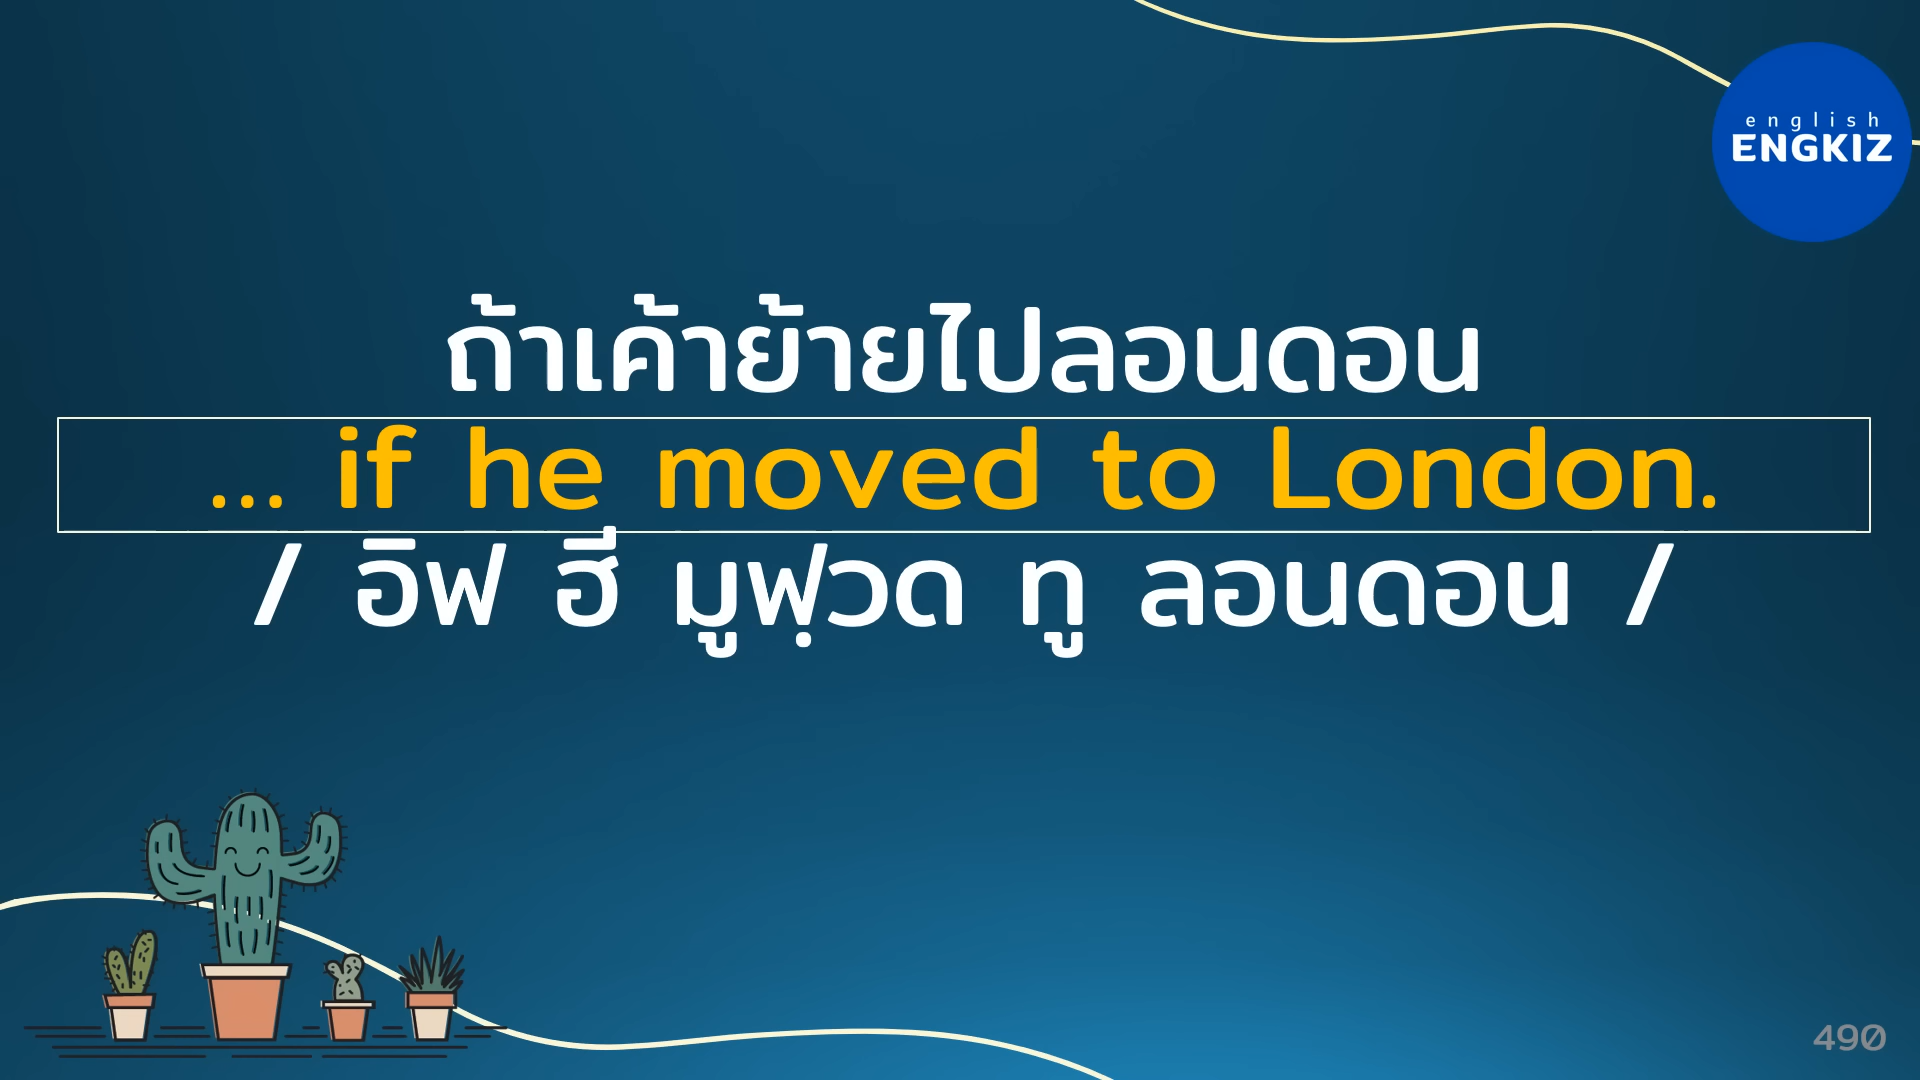 english
ENGKIZ
ถ้าเค้าย้ายไปลอนดอน
... if he moved to London.
/ อิฟ ฮี มูฟฺวด ทู ลอนดอน /
490